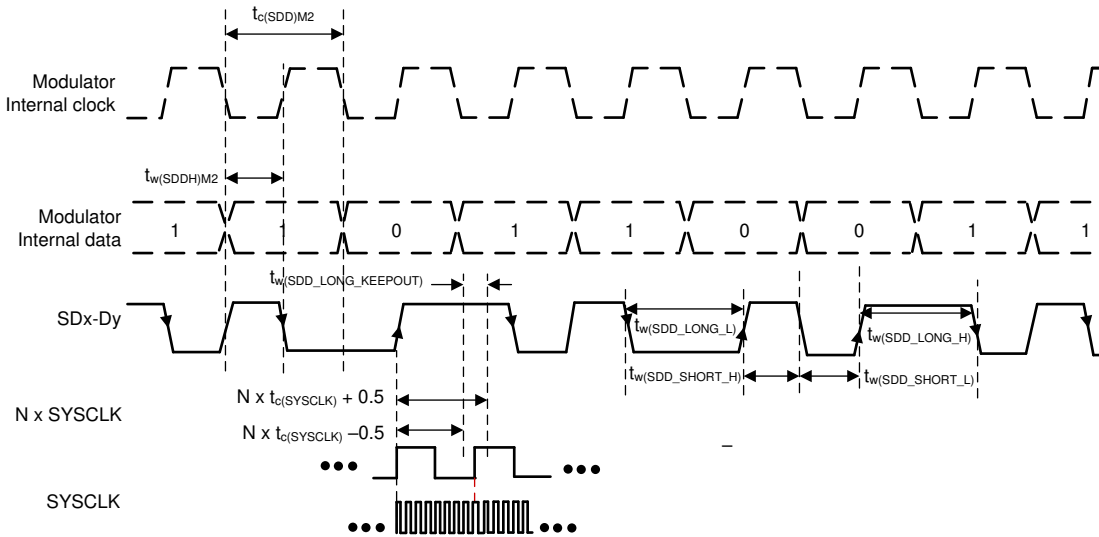 tc(SDD)M2
Modulator
Internal clock
tw(SDDH)M2
Modulator
Internal data
1 1 0 1 1 0 0 1 1
tw(SDD_LONG_KEEPOUT)
SDx-Dy
tw(SDD_LONG_L)
tw(SDD_LONG_H)
tw(SDD_SHORT_H)
tw(SDD_SHORT_L)
N x SYSCLK
N x tc(SYSCLK) + 0.5
N x tc(SYSCLK) –0.5
–
SYSCLK